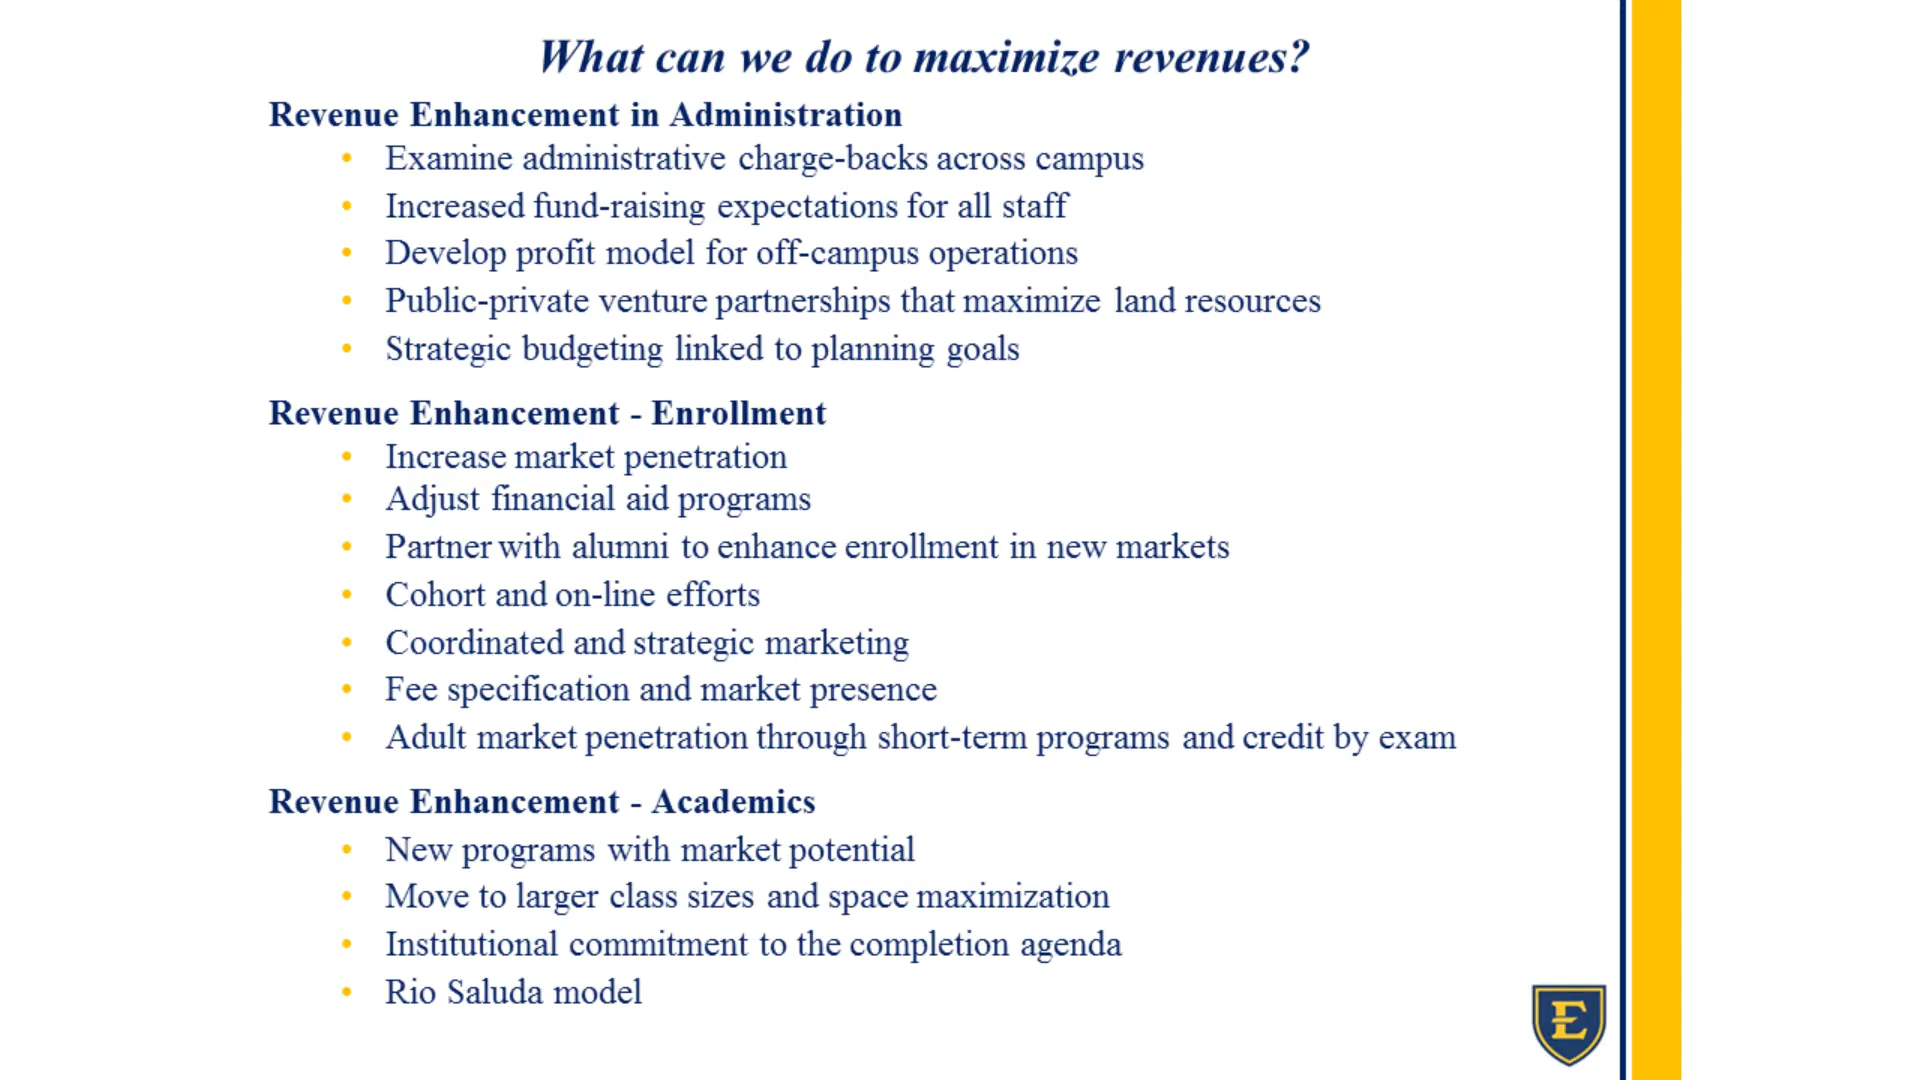 What can we do to maximize revenues?
Revenue Enhancement in Administration
• Examine administrative charge-backs across campus
• Increased fund-raising expectations for all staff
• Develop profit model for off-campus operations
• Public-private venture partnerships that maximize land resources
• Strategic budgeting linked to planning goals
Revenue Enhancement - Enrollment
• Increase market penetration
• Adjust financial aid programs
• Partner with alumni to enhance enrollment in new markets
• Cohort and on-line efforts
• Coordinated and strategic marketing
• Fee specification and market presence
• Adult market penetration through short-term programs and credit by exam
Revenue Enhancement - Academics
• New programs with market potential
• Move to larger class sizes and space maximization
• Institutional commitment to the completion agenda
• Rio Saluda model
E